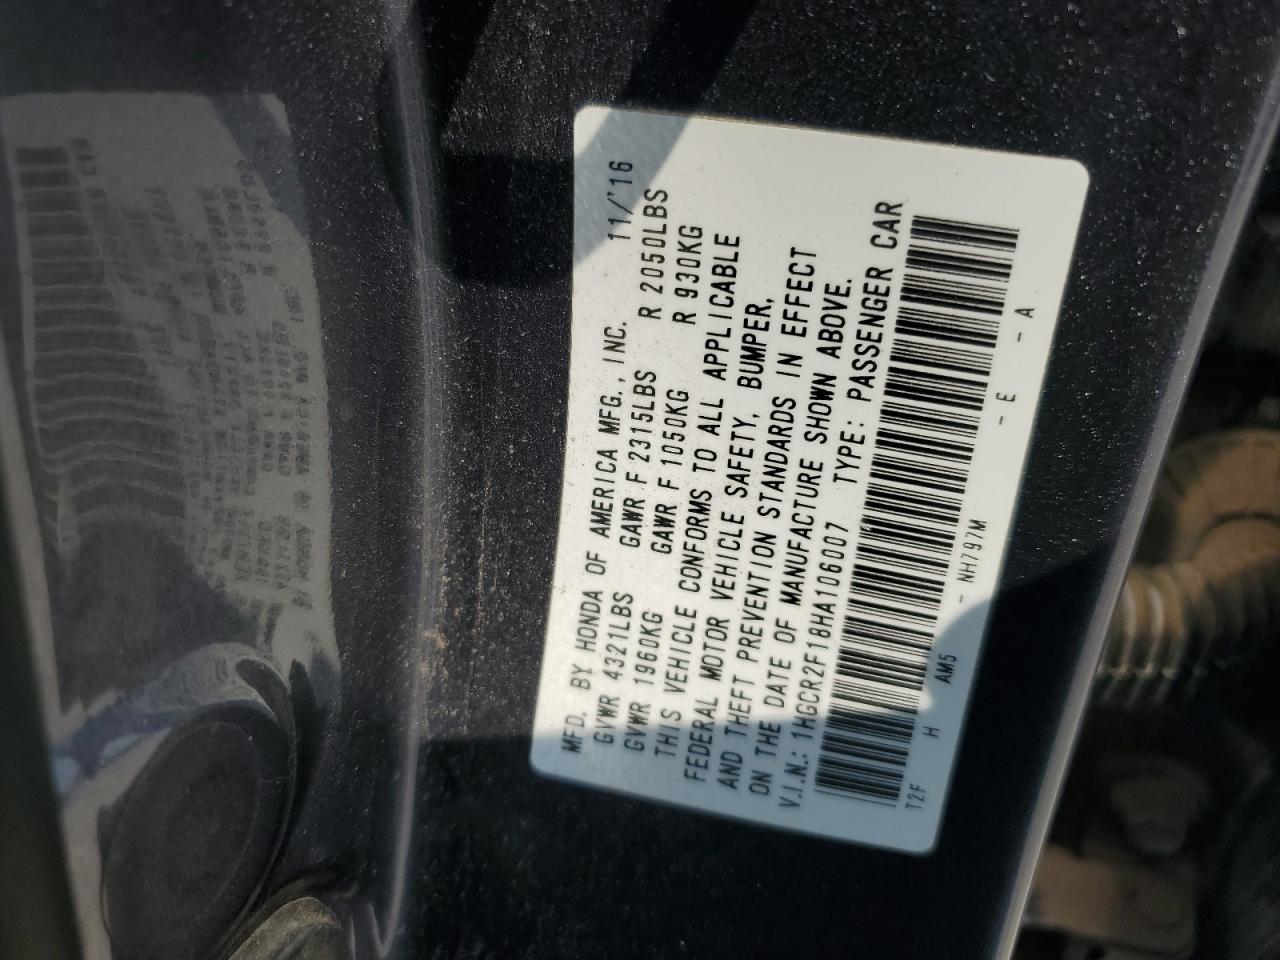 MFD. BY HONDA OF AMERICA MFG., INC. 11/'16
GVWR 4321LBS GAWR F 2315LBS R 2050LBS
GVWR 1960KG GAWR F 1050KG R 930KG
THIS VEHICLE CONFORMS TO ALL APPLICABLE
FEDERAL MOTOR VEHICLE SAFETY, BUMPER,
AND THEFT PREVENTION STANDARDS IN EFFECT
ON THE DATE OF MANUFACTURE SHOWN ABOVE.
V.I.N.: 1HGCR2F18HA106007 TYPE: PASSENGER CAR
T2F H AM5 - NH797M - E - A